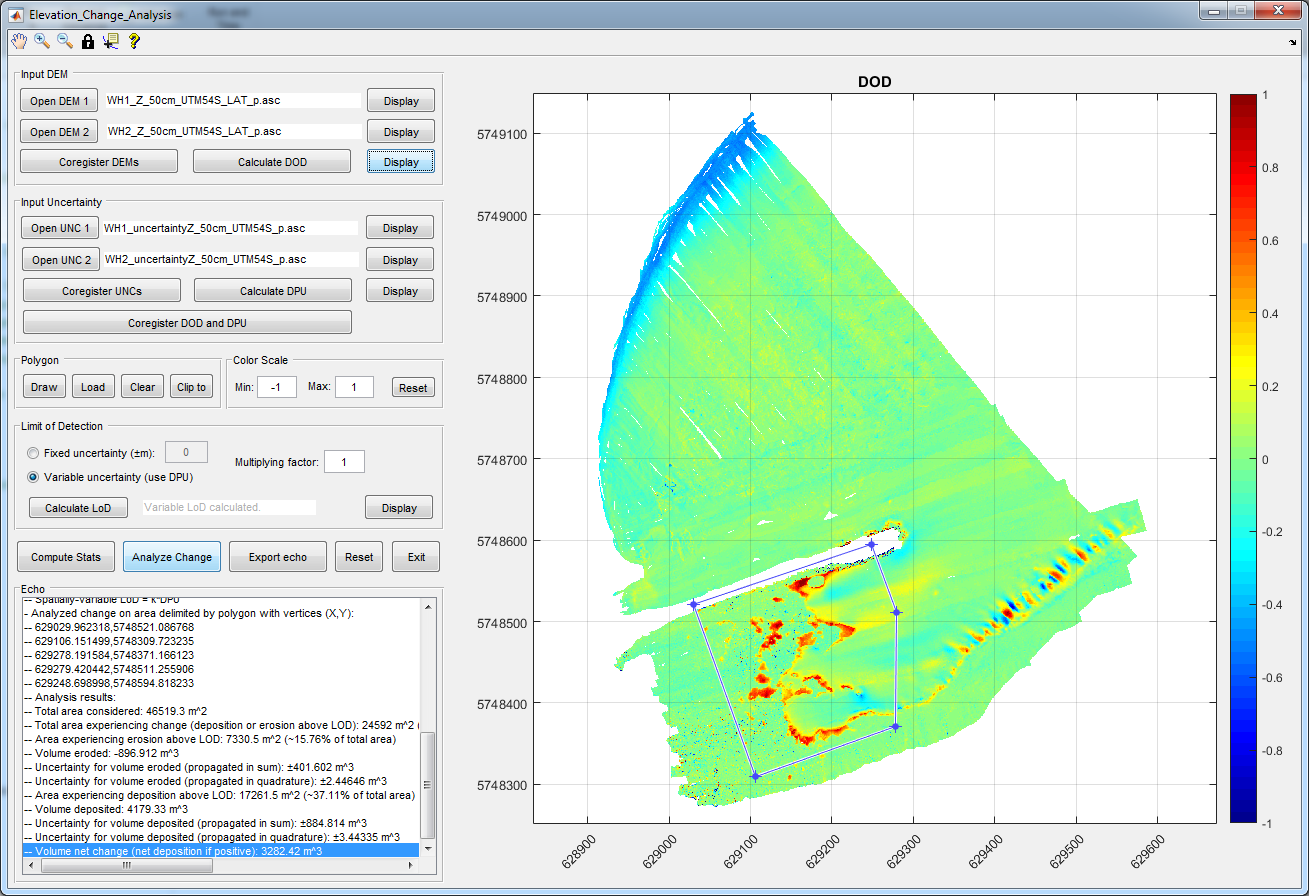 Elevation_Change_Analysis
Input DEM
Open DEM 1 WH1_Z_50cm_UTM54S_LAT_p.asc Display
Open DEM 2 WH2_Z_50cm_UTM54S_LAT_p.asc Display
Coregister DEMs Calculate DOD Display
Input Uncertainty
Open UNC 1 WH1_uncertaintyZ_50cm_UTM54S_p.asc Display
Open UNC 2 WH2_uncertaintyZ_50cm_UTM54S_p.asc Display
Coregister UNCs Calculate DPU Display
Coregister DOD and DPU
Polygon
Draw Load Clear Clip to
Color Scale
Min: -1 Max: 1 Reset
Limit of Detection
Fixed uncertainty (±m): 0
Multiplying factor: 1
Variable uncertainty (use DPU)
Calculate LoD Variable LoD calculated. Display
Compute Stats Analyze Change Export echo Reset Exit
Echo
-- Spatially-variable LoD = k*DPU
-- Analyzed change on area delimited by polygon with vertices (X,Y):
-- 629029.962318,5748521.086768
-- 629106.151499,5748309.723235
-- 629278.191584,5748371.166123
-- 629279.420442,5748511.255906
-- 629248.698998,5748594.818233
-- Analysis results:
-- Total area considered: 46519.3 m^2
-- Total area experiencing change (deposition or erosion above LOD): 24592 m^2 (
-- Area experiencing erosion above LOD: 7330.5 m^2 (~15.76% of total area)
-- Volume eroded: -896.912 m^3
-- Uncertainty for volume eroded (propagated in sum): ±401.602 m^3
-- Uncertainty for volume eroded (propagated in quadrature): ±2.44646 m^3
-- Area experiencing deposition above LOD: 17261.5 m^2 (~37.11% of total area)
-- Volume deposited: 4179.33 m^3
-- Uncertainty for volume deposited (propagated in sum): ±884.814 m^3
-- Uncertainty for volume deposited (propagated in quadrature): ±3.44335 m^3
-- Volume net change (net deposition if positive): 3282.42 m^3
DOD
5749100
5749000
5748900
5748800
5748700
5748600
5748500
5748400
5748300
628900 629000 629100 629200 629300 629400 629500 629600
1
0.8
0.6
0.4
0.2
0
-0.2
-0.4
-0.6
-0.8
-1